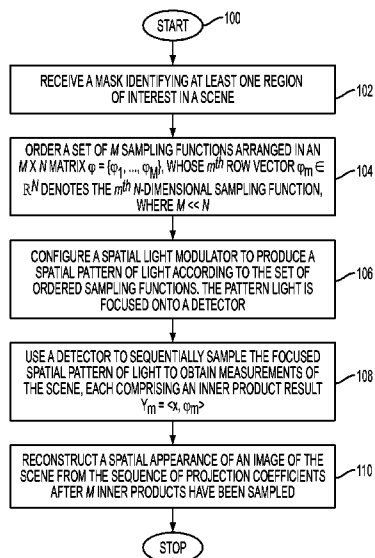 START
100
RECEIVE A MASK IDENTIFYING AT LEAST ONE REGION
OF INTEREST IN A SCENE
102
ORDER A SET OF M SAMPLING FUNCTIONS ARRANGED IN AN
M X N MATRIX φ = {φ₁, ..., φ_M}, WHOSE mᵗʰ ROW VECTOR φₘ ∈
ℝᴺ DENOTES THE mᵗʰ N-DIMENSIONAL SAMPLING FUNCTION,
WHERE M << N
104
CONFIGURE A SPATIAL LIGHT MODULATOR TO PRODUCE A
SPATIAL PATTERN OF LIGHT ACCORDING TO THE SET OF
ORDERED SAMPLING FUNCTIONS. THE PATTERN LIGHT IS
FOCUSED ONTO A DETECTOR
106
USE A DETECTOR TO SEQUENTIALLY SAMPLE THE FOCUSED
SPATIAL PATTERN OF LIGHT TO OBTAIN MEASUREMENTS OF
THE SCENE, EACH COMPRISING AN INNER PRODUCT RESULT
Yₘ = <x, φₘ>
108
RECONSTRUCT A SPATIAL APPEARANCE OF AN IMAGE OF THE
SCENE FROM THE SEQUENCE OF PROJECTION COEFFICIENTS
AFTER M INNER PRODUCTS HAVE BEEN SAMPLED
110
STOP